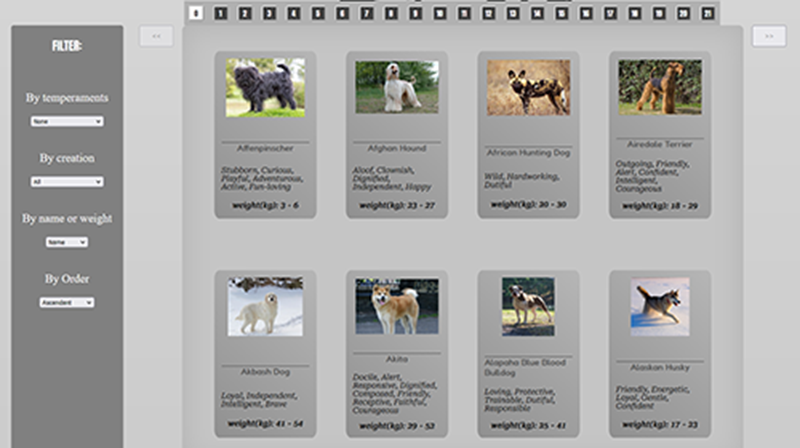 0 1 2 3 4 5 6 7 8 9 10 11 12 13 14 15 16 17 18 19 20 21
FILTER:
<<
>>
By temperaments
None
By creation
All
By name or weight
Name
By Order
Ascendent
Affenpinscher
Stubborn, Curious,
Playful, Adventurous,
Active, Fun-loving
weight(kg): 3 - 6
Afghan Hound
Aloof, Clownish,
Dignified,
Independent, Happy
weight(kg): 23 - 27
African Hunting Dog
Wild, Hardworking,
Dutiful
weight(kg): 20 - 30
Airedale Terrier
Outgoing, Friendly,
Alert, Confident,
Intelligent,
Courageous
weight(kg): 18 - 29
Akbash Dog
Loyal, Independent,
Intelligent, Brave
weight(kg): 41 - 54
Akita
Docile, Alert,
Responsive, Dignified,
Composed, Friendly,
Receptive, Faithful,
Courageous
weight(kg): 29 - 52
Alapaha Blue Blood
Bulldog
Loving, Protective,
Trainable, Dutiful,
Responsible
weight(kg): 25 - 41
Alaskan Husky
Friendly, Energetic,
Loyal, Gentle,
Confident
weight(kg): 17 - 23